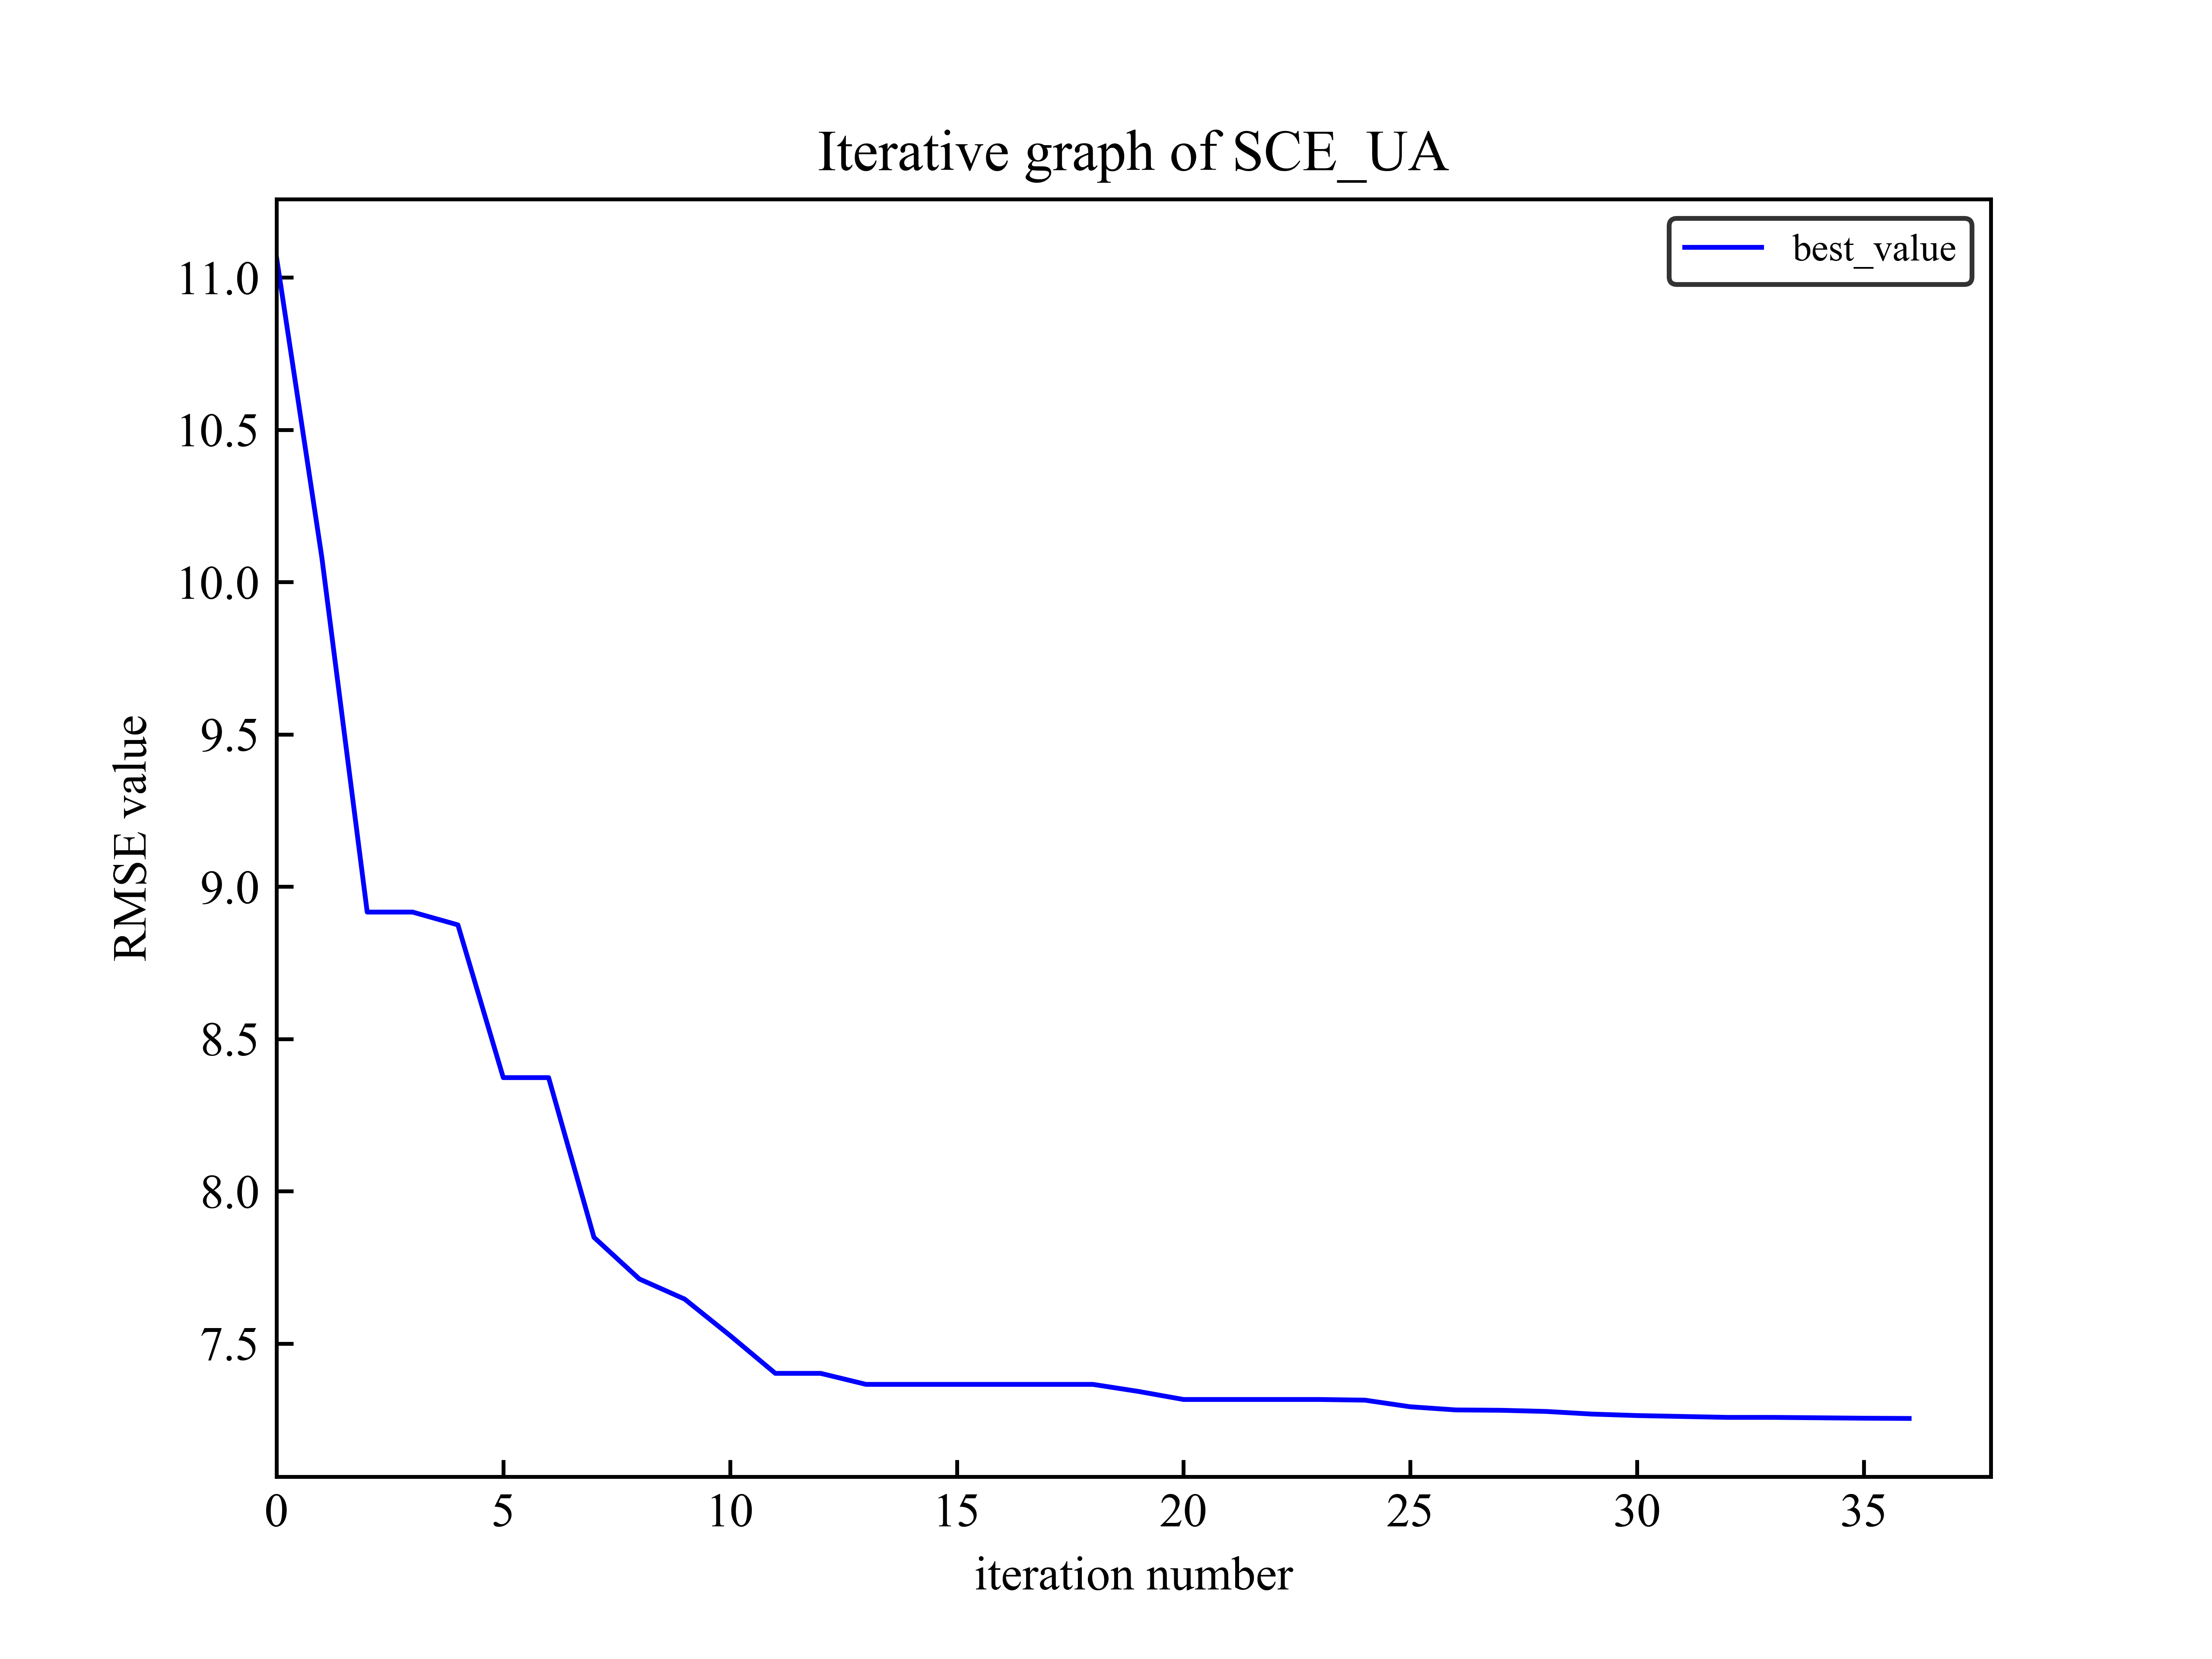 Iterative graph of SCE_UA
best_value
RMSE value
11.0
10.5
10.0
9.5
9.0
8.5
8.0
7.5
0 5 10 15 20 25 30 35
iteration number